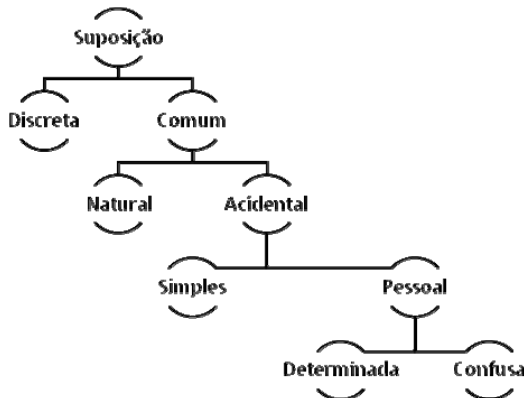 Suposição
Discreta
Comum
Natural
Acidental
Simples
Pessoal
Determinada
Confusa